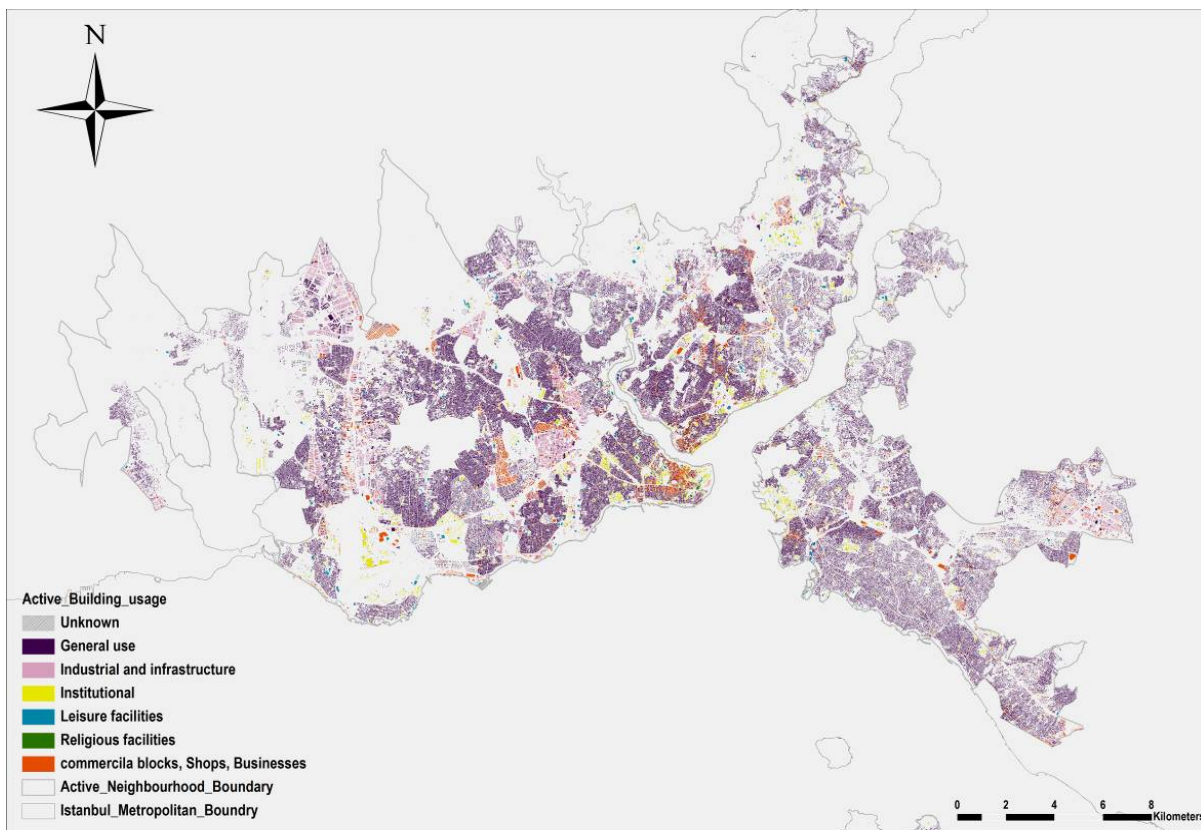 N
Active_Building_usage
Unknown
General use
Industrial and infrastructure
Institutional
Leisure facilities
Religious facilities
commercila blocks, Shops, Businesses
Active_Neighbourhood_Boundary
Istanbul_Metropolitan_Boundry
0 2 4 6 8
Kilometers